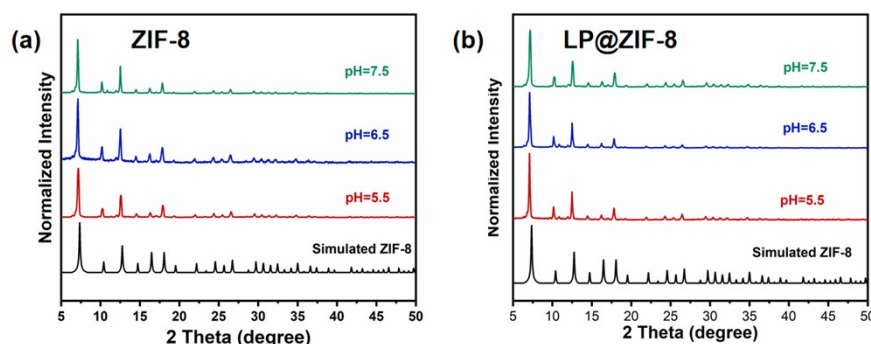 (a)
ZIF-8
Normalized Intensity
pH=7.5
pH=6.5
pH=5.5
Simulated ZIF-8
5 10 15 20 25 30 35 40 45 50
2 Theta (degree)
(b)
LP@ZIF-8
Normalized Intensity
pH=7.5
pH=6.5
pH=5.5
Simulated ZIF-8
5 10 15 20 25 30 35 40 45 50
2 Theta (degree)